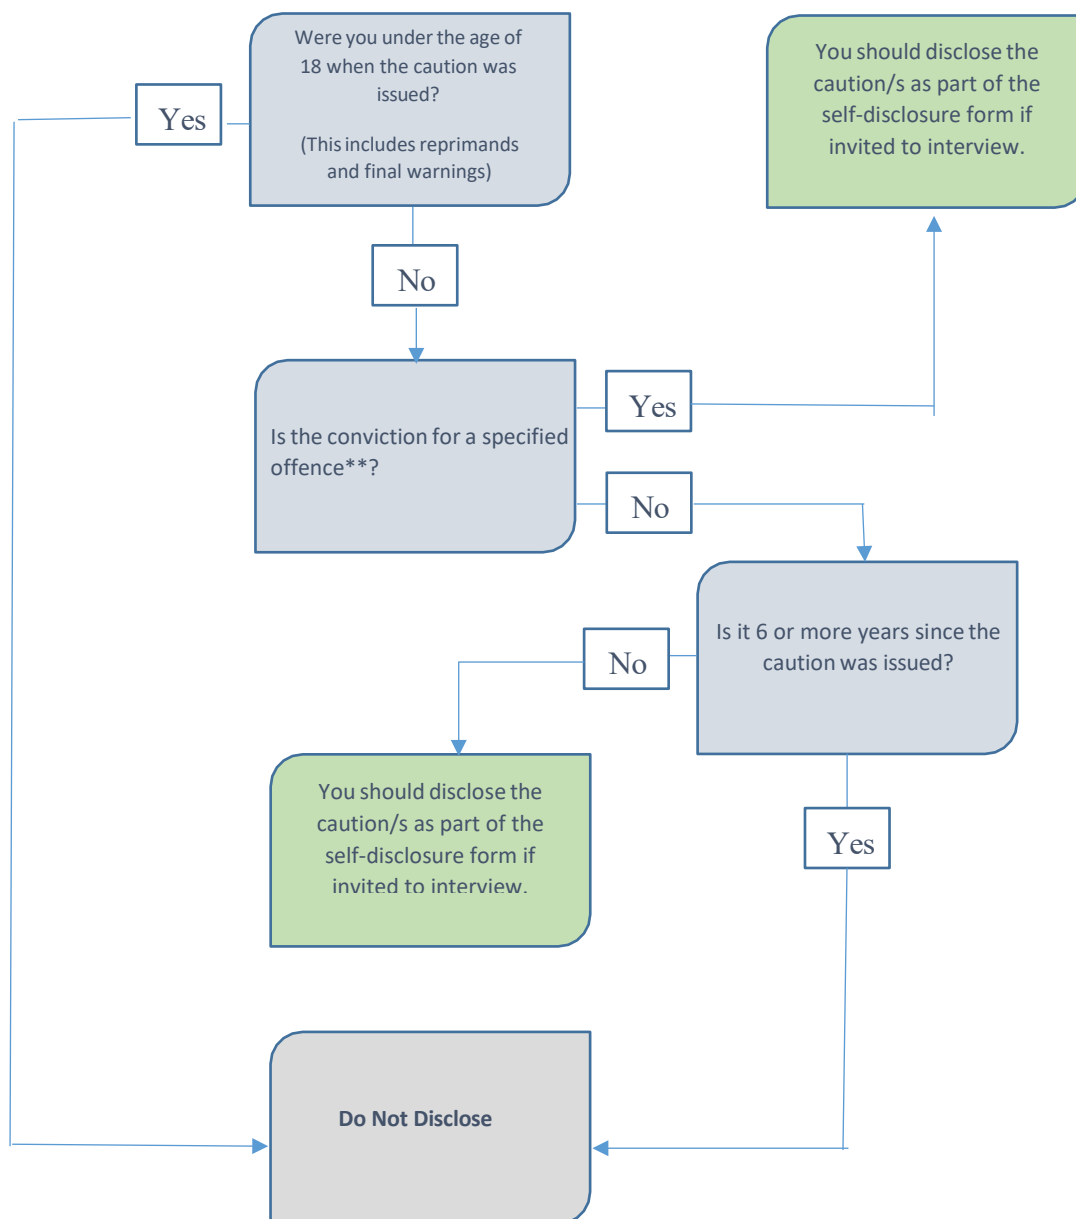 Were you under the age of
18 when the caution was
issued?
(This includes reprimands
and final warnings)
You should disclose the
caution/s as part of the
self-disclosure form if
invited to interview.
Yes
No
Is the conviction for a specified
offence**?
Yes
No
Is it 6 or more years since the
caution was issued?
No
You should disclose the
caution/s as part of the
self-disclosure form if
invited to interview.
Yes
Do Not Disclose